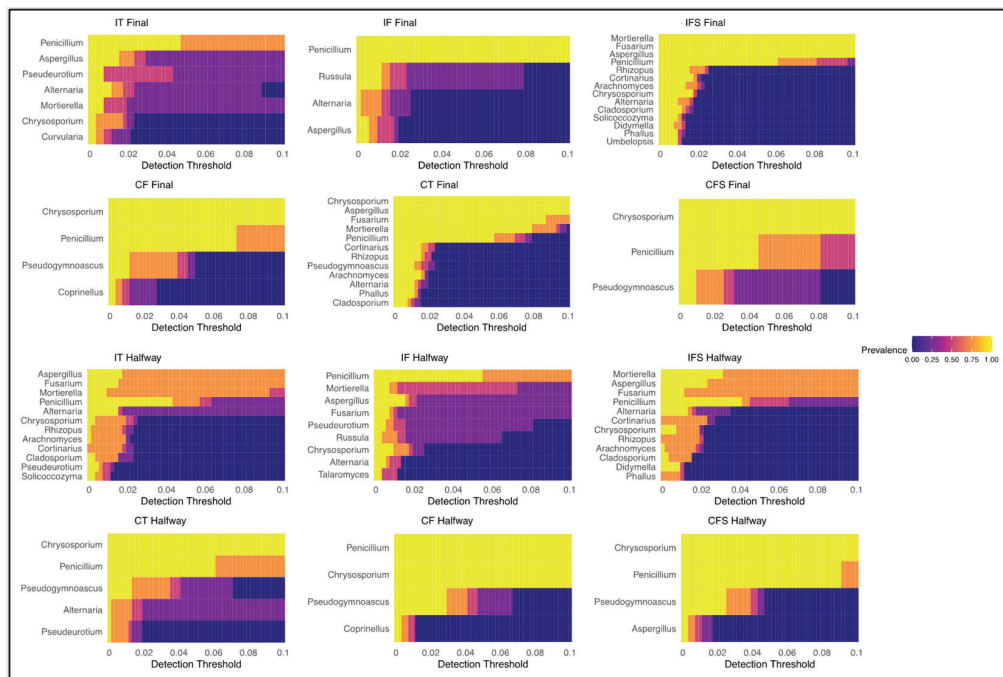 IT Final
Penicillium
Aspergillus
Pseudeurotium
Alternaria
Mortierella
Chrysosporium
Curvularia
0 0.02 0.04 0.06 0.08 0.1
Detection Threshold
IF Final
Penicillium
Russula
Alternaria
Aspergillus
0 0.02 0.04 0.06 0.08 0.1
Detection Threshold
IFS Final
Mortierella
Fusarium
Aspergillus
Penicillium
Rhizopus
Cortinarius
Arachnomyces
Chrysosporium
Alternaria
Cladosporium
Solicoccozyma
Didymella
Phallus
Umbelopsis
0 0.02 0.04 0.06 0.08 0.1
Detection Threshold
CF Final
Chrysosporium
Penicillium
Pseudogymnoascus
Coprinellus
0 0.02 0.04 0.06 0.08 0.1
Detection Threshold
CT Final
Chrysosporium
Aspergillus
Fusarium
Mortierella
Penicillium
Cortinarius
Rhizopus
Pseudogymnoascus
Arachnomyces
Alternaria
Phallus
Cladosporium
0 0.02 0.04 0.06 0.08 0.1
Detection Threshold
CFS Final
Chrysosporium
Penicillium
Pseudogymnoascus
0 0.02 0.04 0.06 0.08 0.1
Detection Threshold
Prevalence
0.00 0.25 0.50 0.75 1.00
IT Halfway
Aspergillus
Fusarium
Mortierella
Penicillium
Alternaria
Chrysosporium
Rhizopus
Arachnomyces
Cortinarius
Cladosporium
Pseudeurotium
Solicoccozyma
0 0.02 0.04 0.06 0.08 0.1
Detection Threshold
IF Halfway
Penicillium
Mortierella
Aspergillus
Fusarium
Pseudeurotium
Russula
Chrysosporium
Alternaria
Talaromyces
0 0.02 0.04 0.06 0.08 0.1
Detection Threshold
IFS Halfway
Mortierella
Aspergillus
Fusarium
Penicillium
Alternaria
Cortinarius
Chrysosporium
Rhizopus
Arachnomyces
Cladosporium
Didymella
Phallus
0 0.02 0.04 0.06 0.08 0.1
Detection Threshold
CT Halfway
Chrysosporium
Penicillium
Pseudogymnoascus
Alternaria
Pseudeurotium
0 0.02 0.04 0.06 0.08 0.1
Detection Threshold
CF Halfway
Penicillium
Chrysosporium
Pseudogymnoascus
Coprinellus
0 0.02 0.04 0.06 0.08 0.1
Detection Threshold
CFS Halfway
Chrysosporium
Penicillium
Pseudogymnoascus
Aspergillus
0 0.02 0.04 0.06 0.08 0.1
Detection Threshold